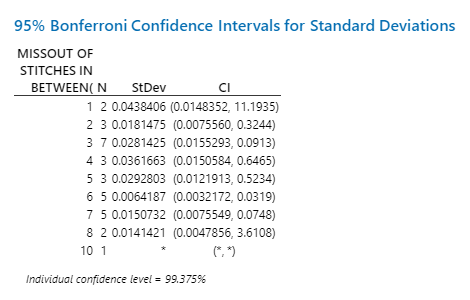 95% Bonferroni Confidence Intervals for Standard Deviations
MISSOUT OF
STITCHES IN
BETWEEN( N StDev CI
1 2 0.0438406 (0.0148352, 11.1935)
2 3 0.0181475 (0.0075560, 0.3244)
3 7 0.0281425 (0.0155293, 0.0913)
4 3 0.0361663 (0.0150584, 0.6465)
5 3 0.0292803 (0.0121913, 0.5234)
6 5 0.0064187 (0.0032172, 0.0319)
7 5 0.0150732 (0.0075549, 0.0748)
8 2 0.0141421 (0.0047856, 3.6108)
10 1 * (*, *)
Individual confidence level = 99.375%